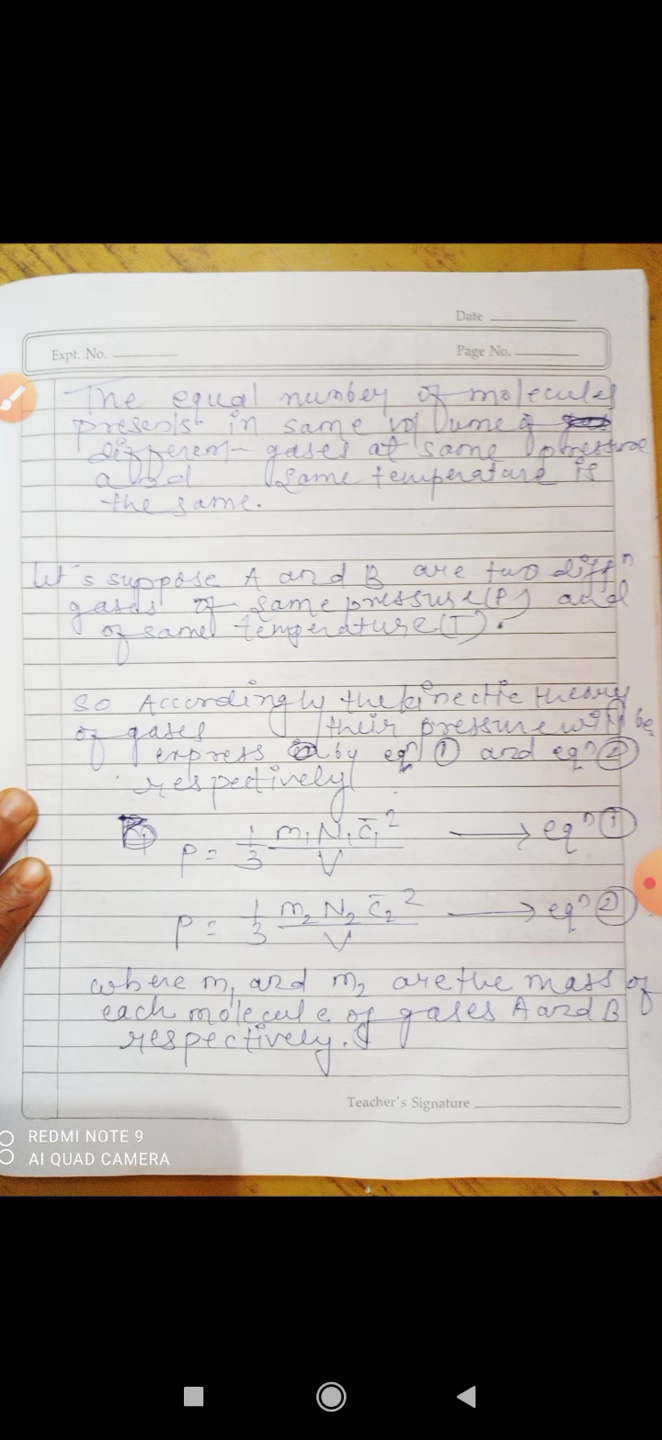 Date
Expt. No.
Page No.
The equal number of molecules
presents in same volume of
different gases at same pressure
and same temperature is
the same.
let's suppose A and B are two diffn
gases of same pressure(P) and
of same temperature(T).
so Accordingly the kinectic theory
of gases their pressure will be
express by eqn ① and eqn ②
respectively
P = 1/3 m₁N₁c̄₁²/V → eqn ①
P = 1/3 m₂N₂c̄₂²/V → eqn ②
where m₁ and m₂ are the mass of
each molecule of gases A and B
respectively.
Teacher's Signature
REDMI NOTE 9
AI QUAD CAMERA